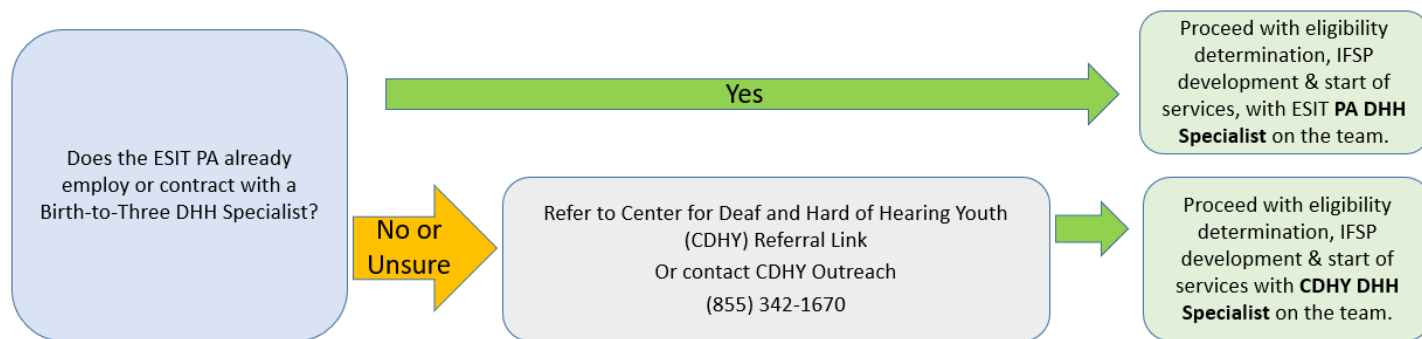 Does the ESIT PA already
employ or contract with a
Birth-to-Three DHH Specialist?
Yes
Proceed with eligibility
determination, IFSP
development & start of
services, with ESIT PA DHH
Specialist on the team.
No or
Unsure
Refer to Center for Deaf and Hard of Hearing Youth
(CDHY) Referral Link
Or contact CDHY Outreach
(855) 342-1670
Proceed with eligibility
determination, IFSP
development & start of
services with CDHY DHH
Specialist on the team.